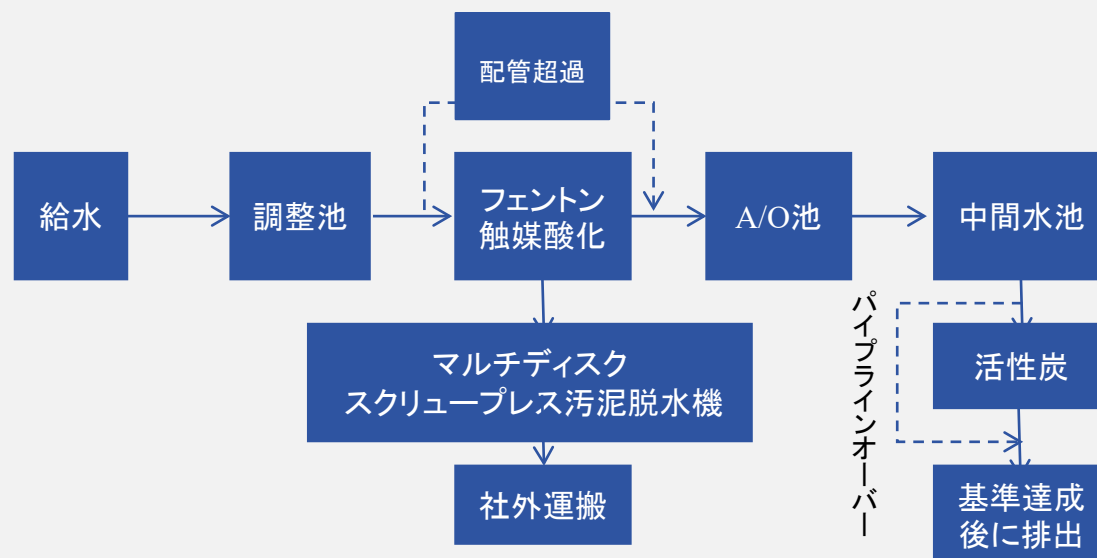 配管超過
給水
調整池
フェントン
触媒酸化
A/O池
中間水池
パイプラインオーバー
マルチディスク
スクリュープレス汚泥脱水機
活性炭
社外運搬
基準達成
後に排出